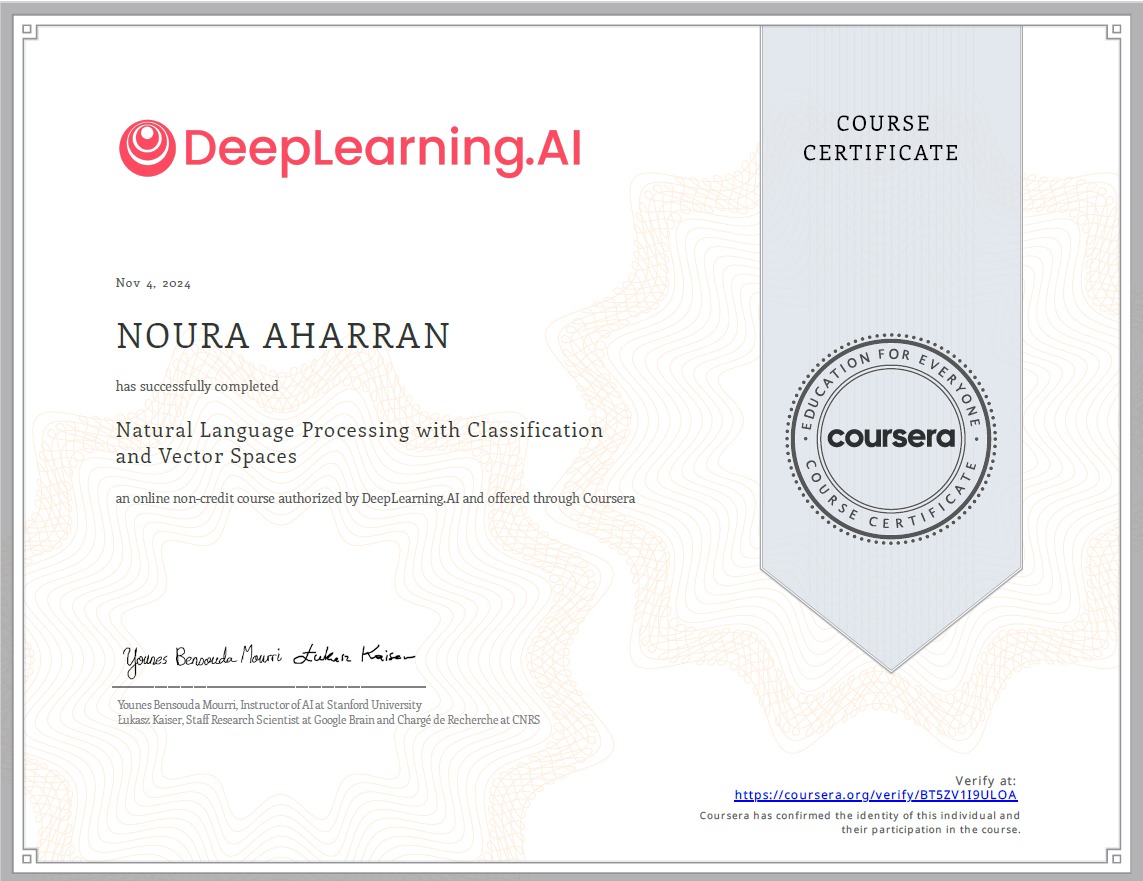 DeepLearning.AI
COURSE
CERTIFICATE
Nov 4, 2024
NOURA AHARRAN
has successfully completed
Natural Language Processing with Classification
and Vector Spaces
an online non-credit course authorized by DeepLearning.AI and offered through Coursera
EDUCATION FOR EVERYONE
coursera
COURSE CERTIFICATE
Younes Bensouda Mourri Łukasz Kaiser
Younes Bensouda Mourri, Instructor of AI at Stanford University
Łukasz Kaiser, Staff Research Scientist at Google Brain and Chargé de Recherche at CNRS
Verify at:
https://coursera.org/verify/BT5ZV1I9ULOA
Coursera has confirmed the identity of this individual and
their participation in the course.